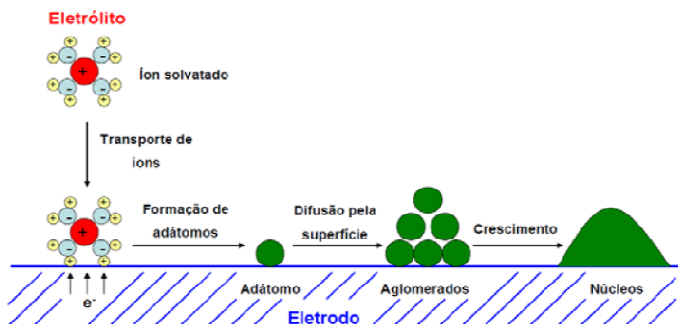 Eletrólito
Íon solvatado
Transporte de
íons
Formação de
adátomos
Difusão pela
superfície
Crescimento
e-
Adátomo
Aglomerados
Núcleos
Eletrodo